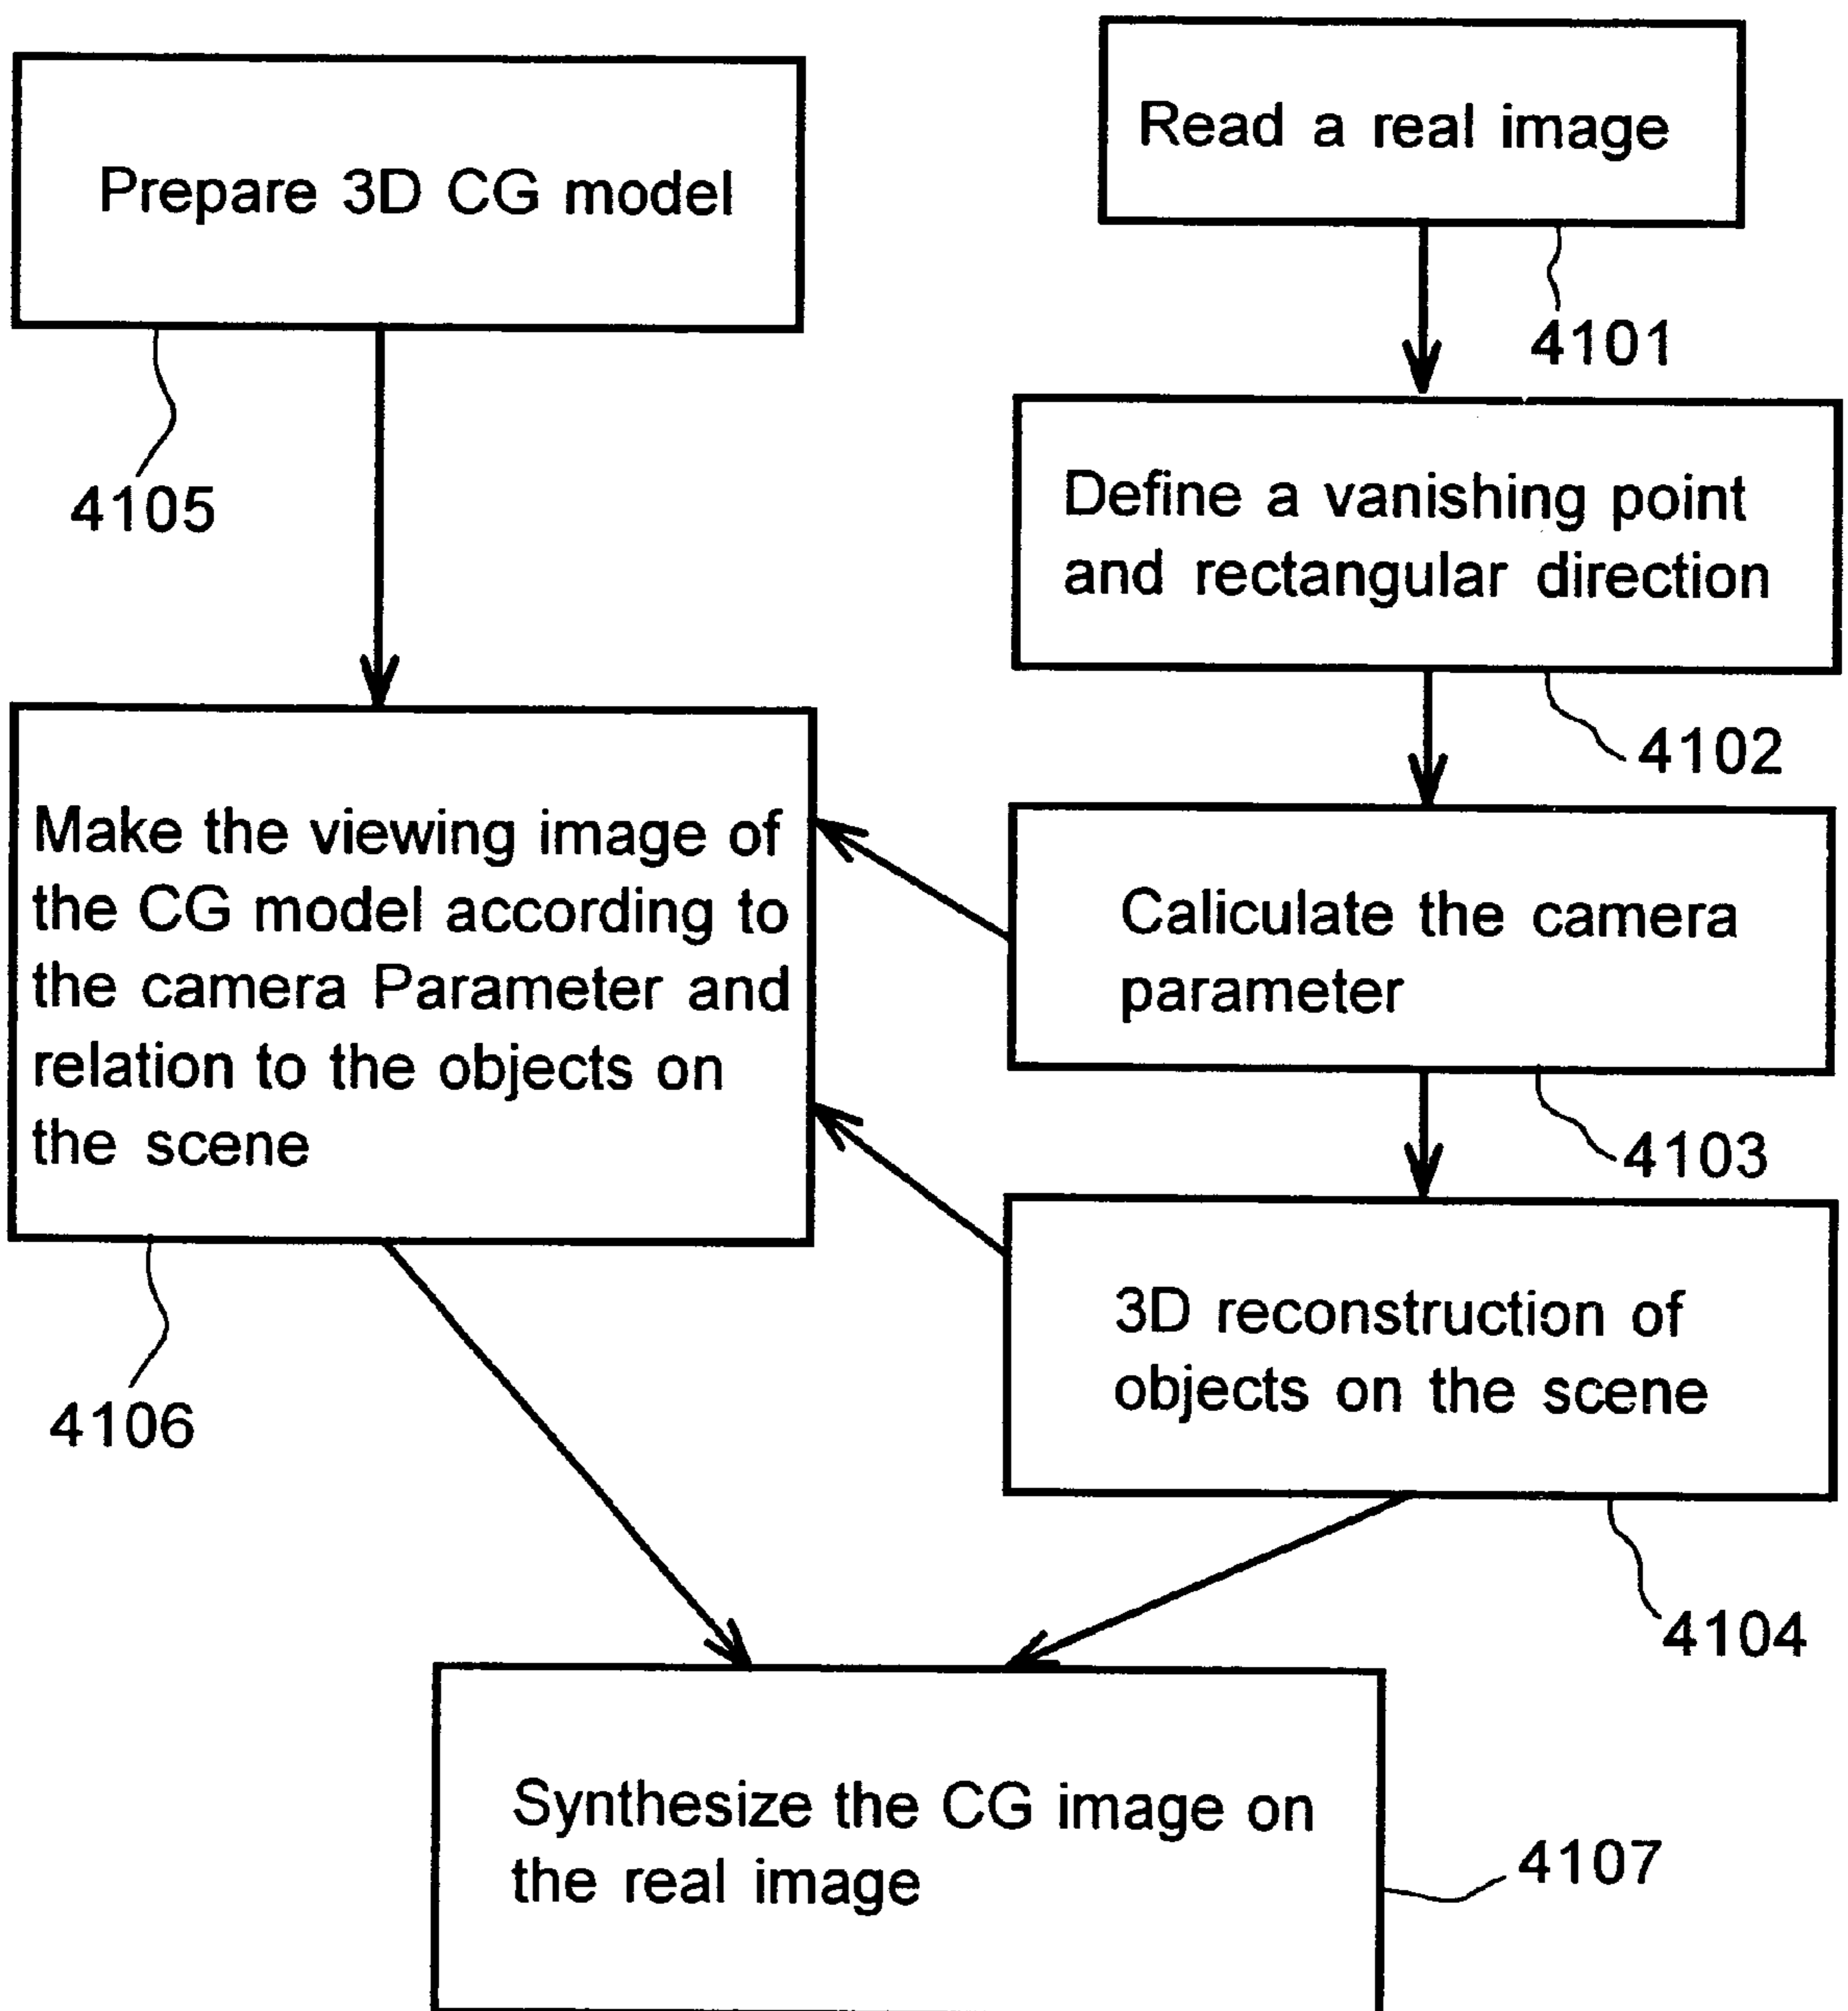 Prepare 3D CG model
4105
Read a real image
4101
Define a vanishing point
and rectangular direction
4102
Make the viewing image of
the CG model according to
the camera Parameter and
relation to the objects on
the scene
4106
Caliculate the camera
parameter
4103
3D reconstruction of
objects on the scene
4104
Synthesize the CG image on
the real image
4107